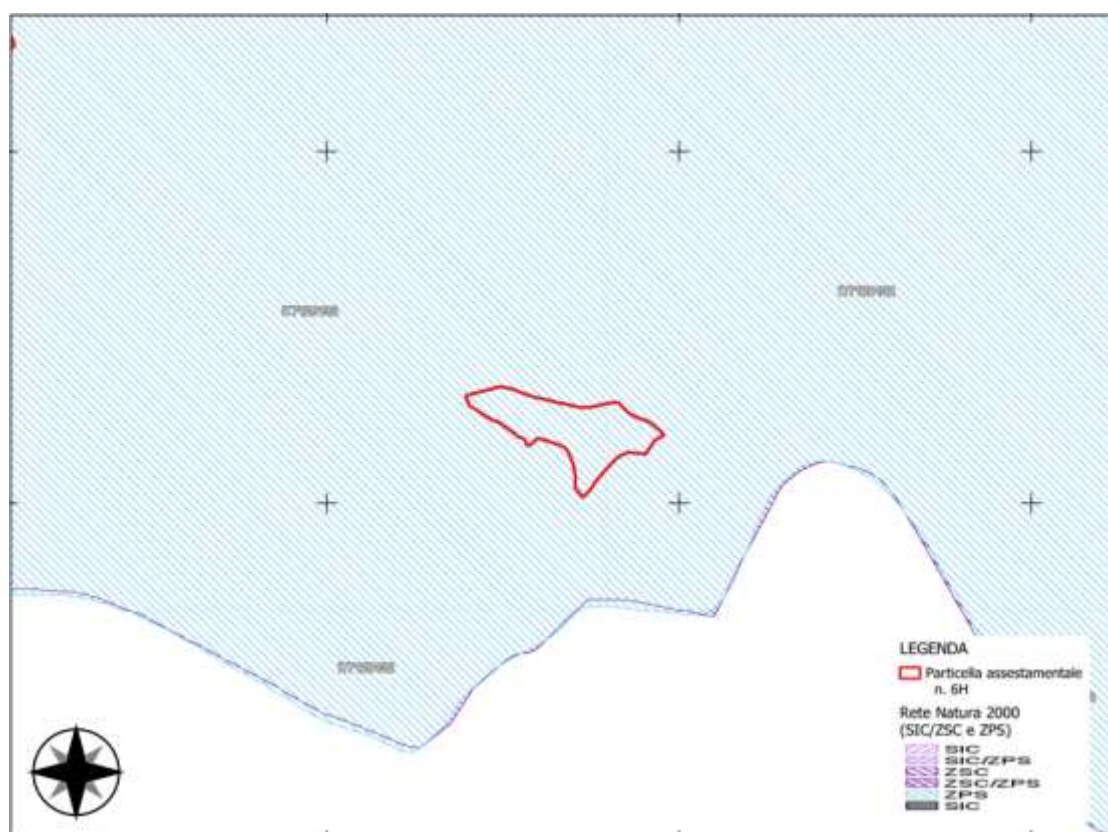 LEGENDA
Particella assestamentale
n. 6H
Rete Natura 2000
(SIC/ZSC e ZPS)
SIC
SIC/ZPS
ZSC
ZSC/ZPS
ZPS
SIC